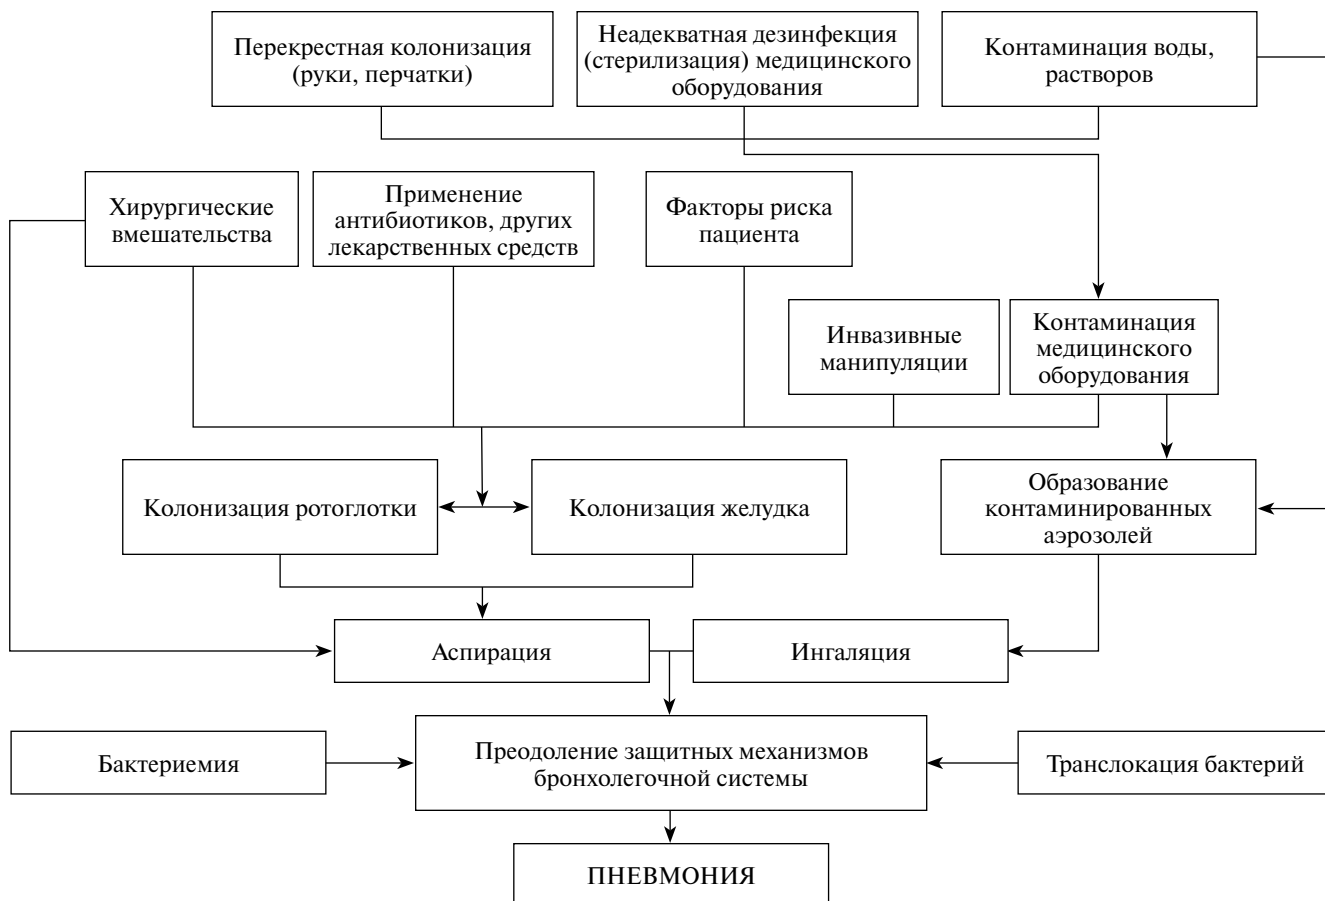 Перекрестная колонизация
(руки, перчатки)
Неадекватная дезинфекция
(стерилизация) медицинского
оборудования
Контаминация воды,
растворов
Хирургические
вмешательства
Применение
антибиотиков, других
лекарственных средств
Факторы риска
пациента
Инвазивные
манипуляции
Контаминация
медицинского
оборудования
Колонизация ротоглотки
Колонизация желудка
Образование
контаминированных
аэрозолей
Аспирация
Ингаляция
Бактериемия
Преодоление защитных механизмов
бронхолегочной системы
Транслокация бактерий
ПНЕВМОНИЯ